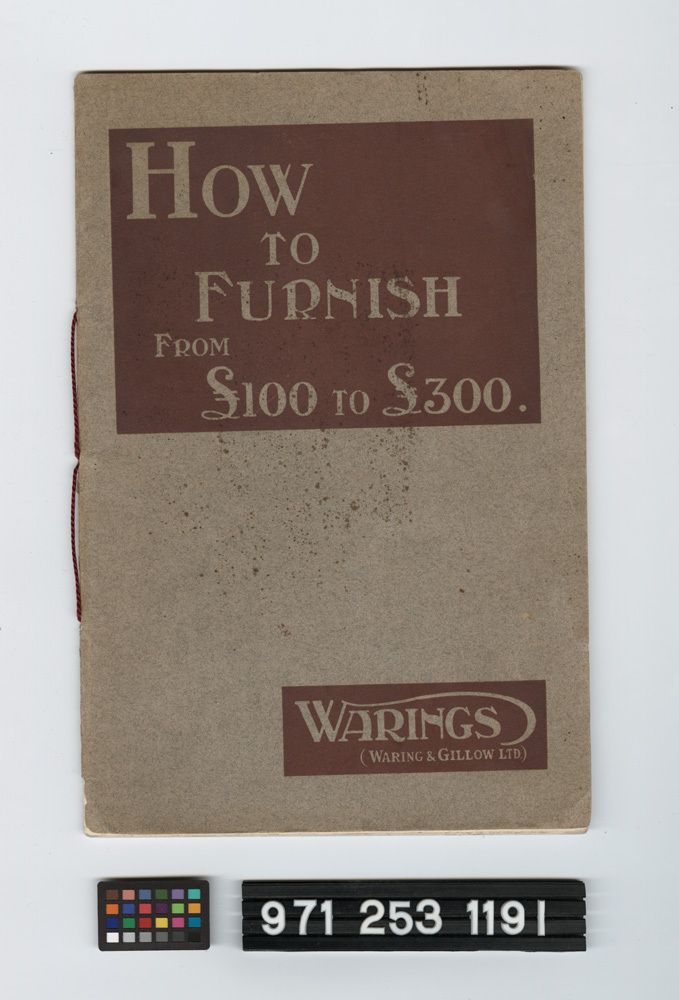 How
to
Furnish
From
£100 to £300.
Warings
(Waring & Gillow Ltd.)
971 253 1191